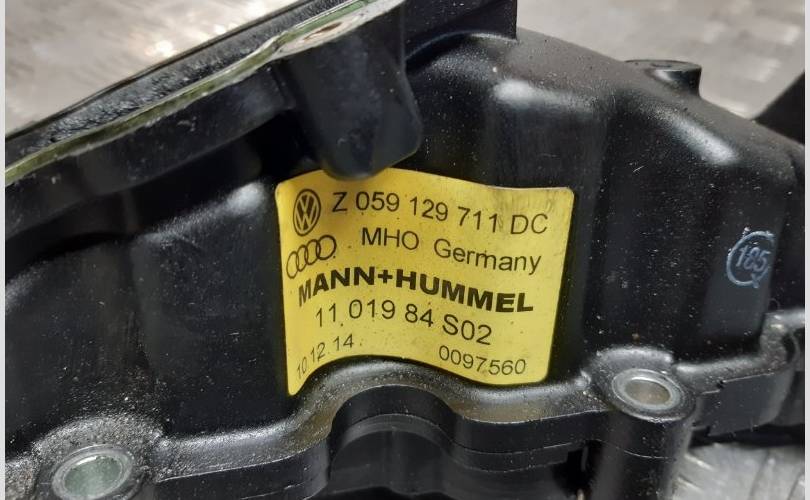 Z 059 129 711 DC
MHO Germany
MANN+HUMMEL
11 019 84 S02
10.12.14 0097560
185